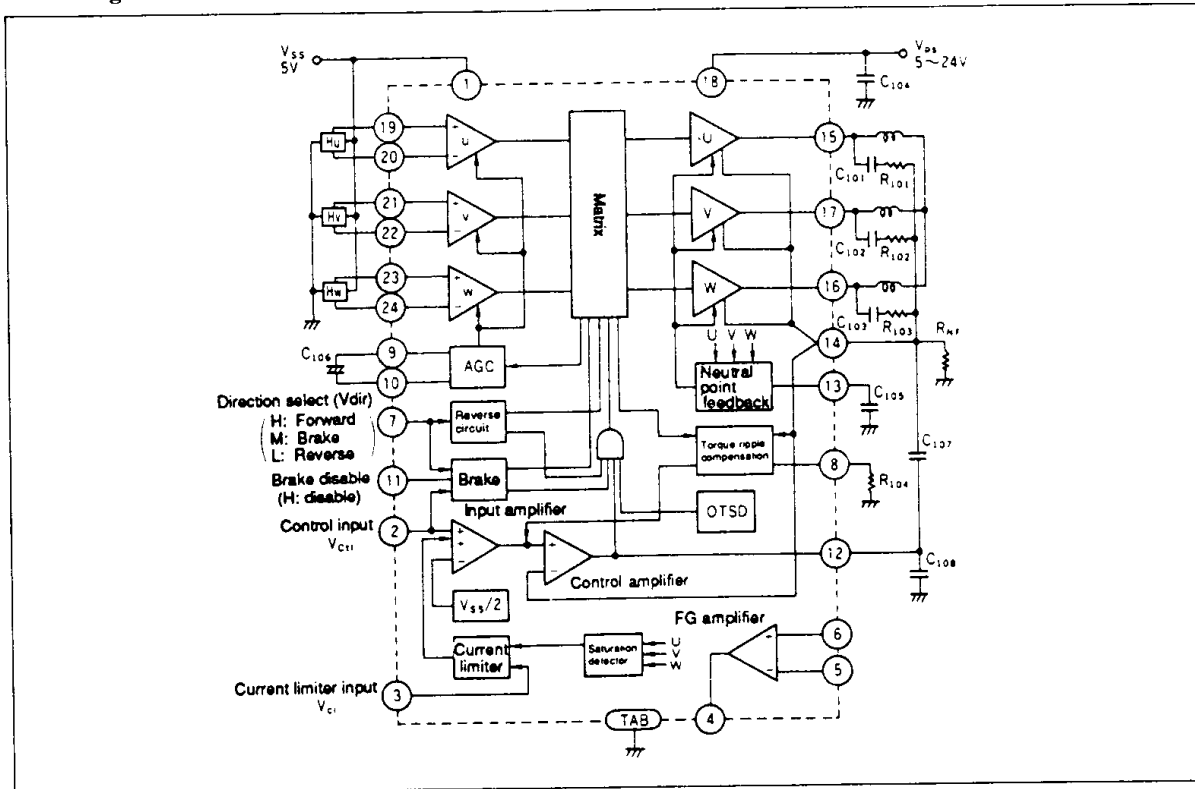 Vss
5V
1
18
VPS
5~24V
C104
19
Hu
20
+
−
u
21
Hv
22
+
−
v
23
Hw
24
+
−
w
Matrix
U
V
W
15
C101
R101
17
C102
R102
16
C103
R103
14
RNF
C106
9
10
AGC
U V W
Neutral
point
feedback
13
C105
Direction select (Vdir)
H: Forward
M: Brake
L: Reverse
7
Reverse
circuit
Torque ripple
compensation
8
R104
C107
Brake disable
(H: disable)
11
Brake
OTSD
Input amplifier
Control input
VCtl
2
+
+
−
+
−
Control amplifier
12
C108
Vss/2
FG amplifier
+
−
6
5
Current
limiter
Saturation
detector
U
V
W
Current limiter input
VCl
3
TAB
4